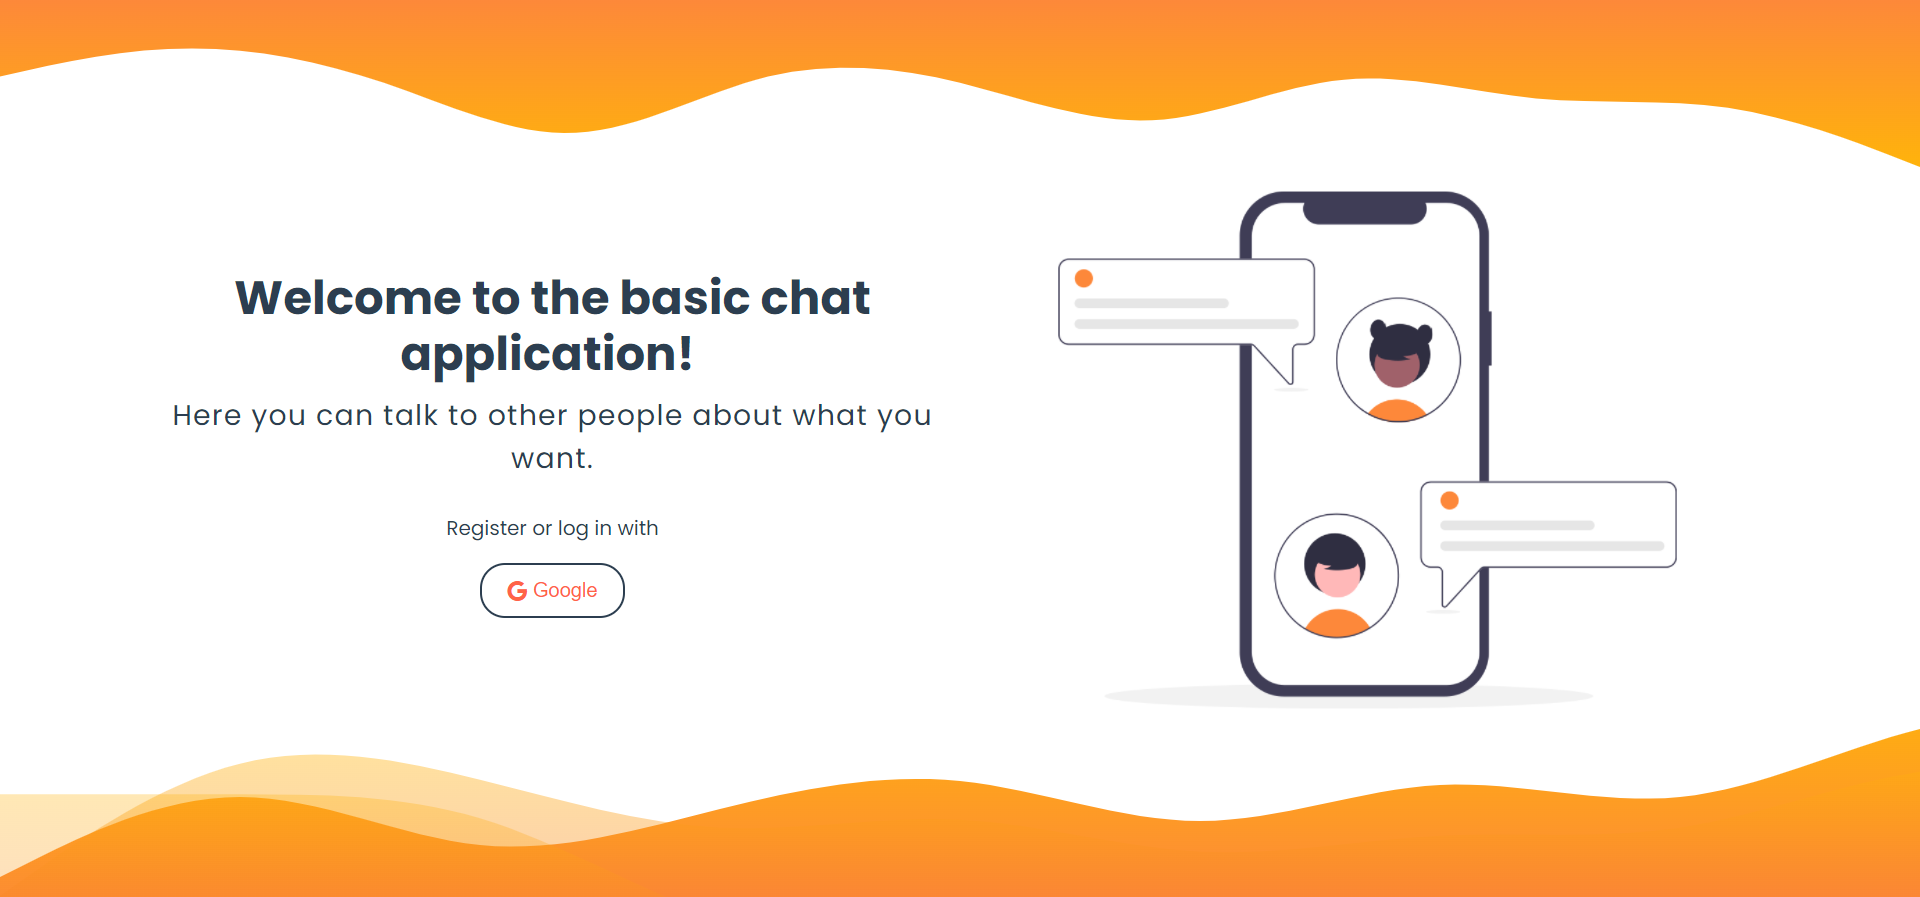 Welcome to the basic chat
application!
Here you can talk to other people about what you
want.
Register or log in with
Google